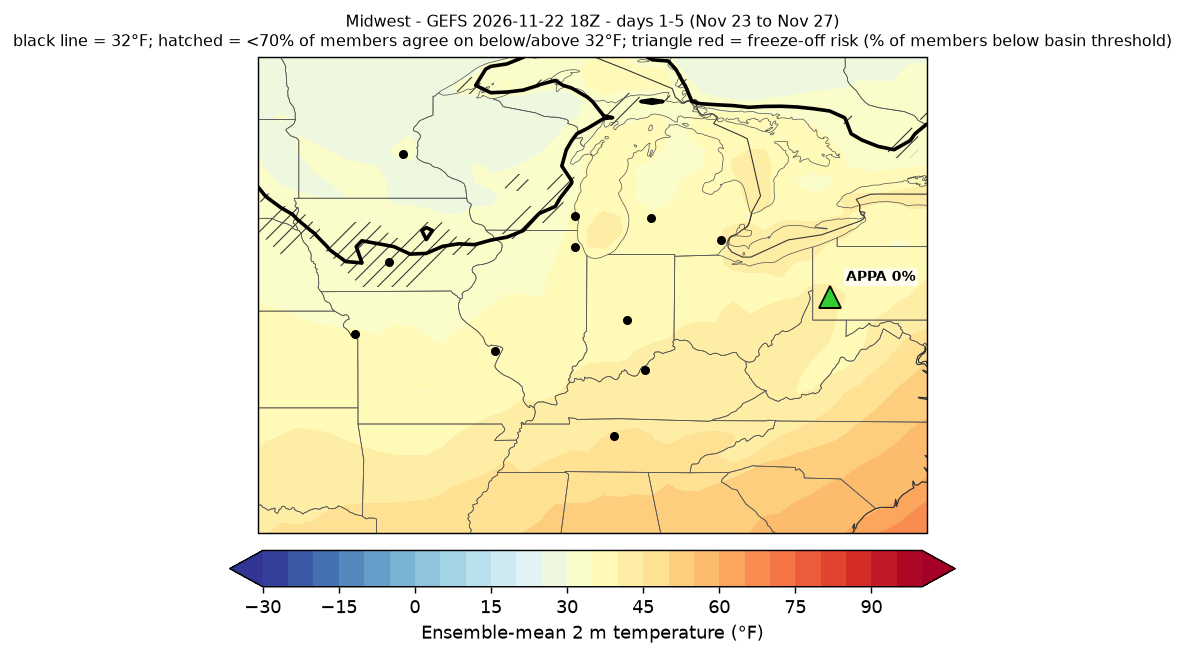 Midwest - GEFS 2026-11-22 18Z - days 1-5 (Nov 23 to Nov 27)
black line = 32°F; hatched = <70% of members agree on below/above 32°F; triangle red = freeze-off risk (% of members below basin threshold)
APPA 0%
−30 −15 0 15 30 45 60 75 90
Ensemble-mean 2 m temperature (°F)